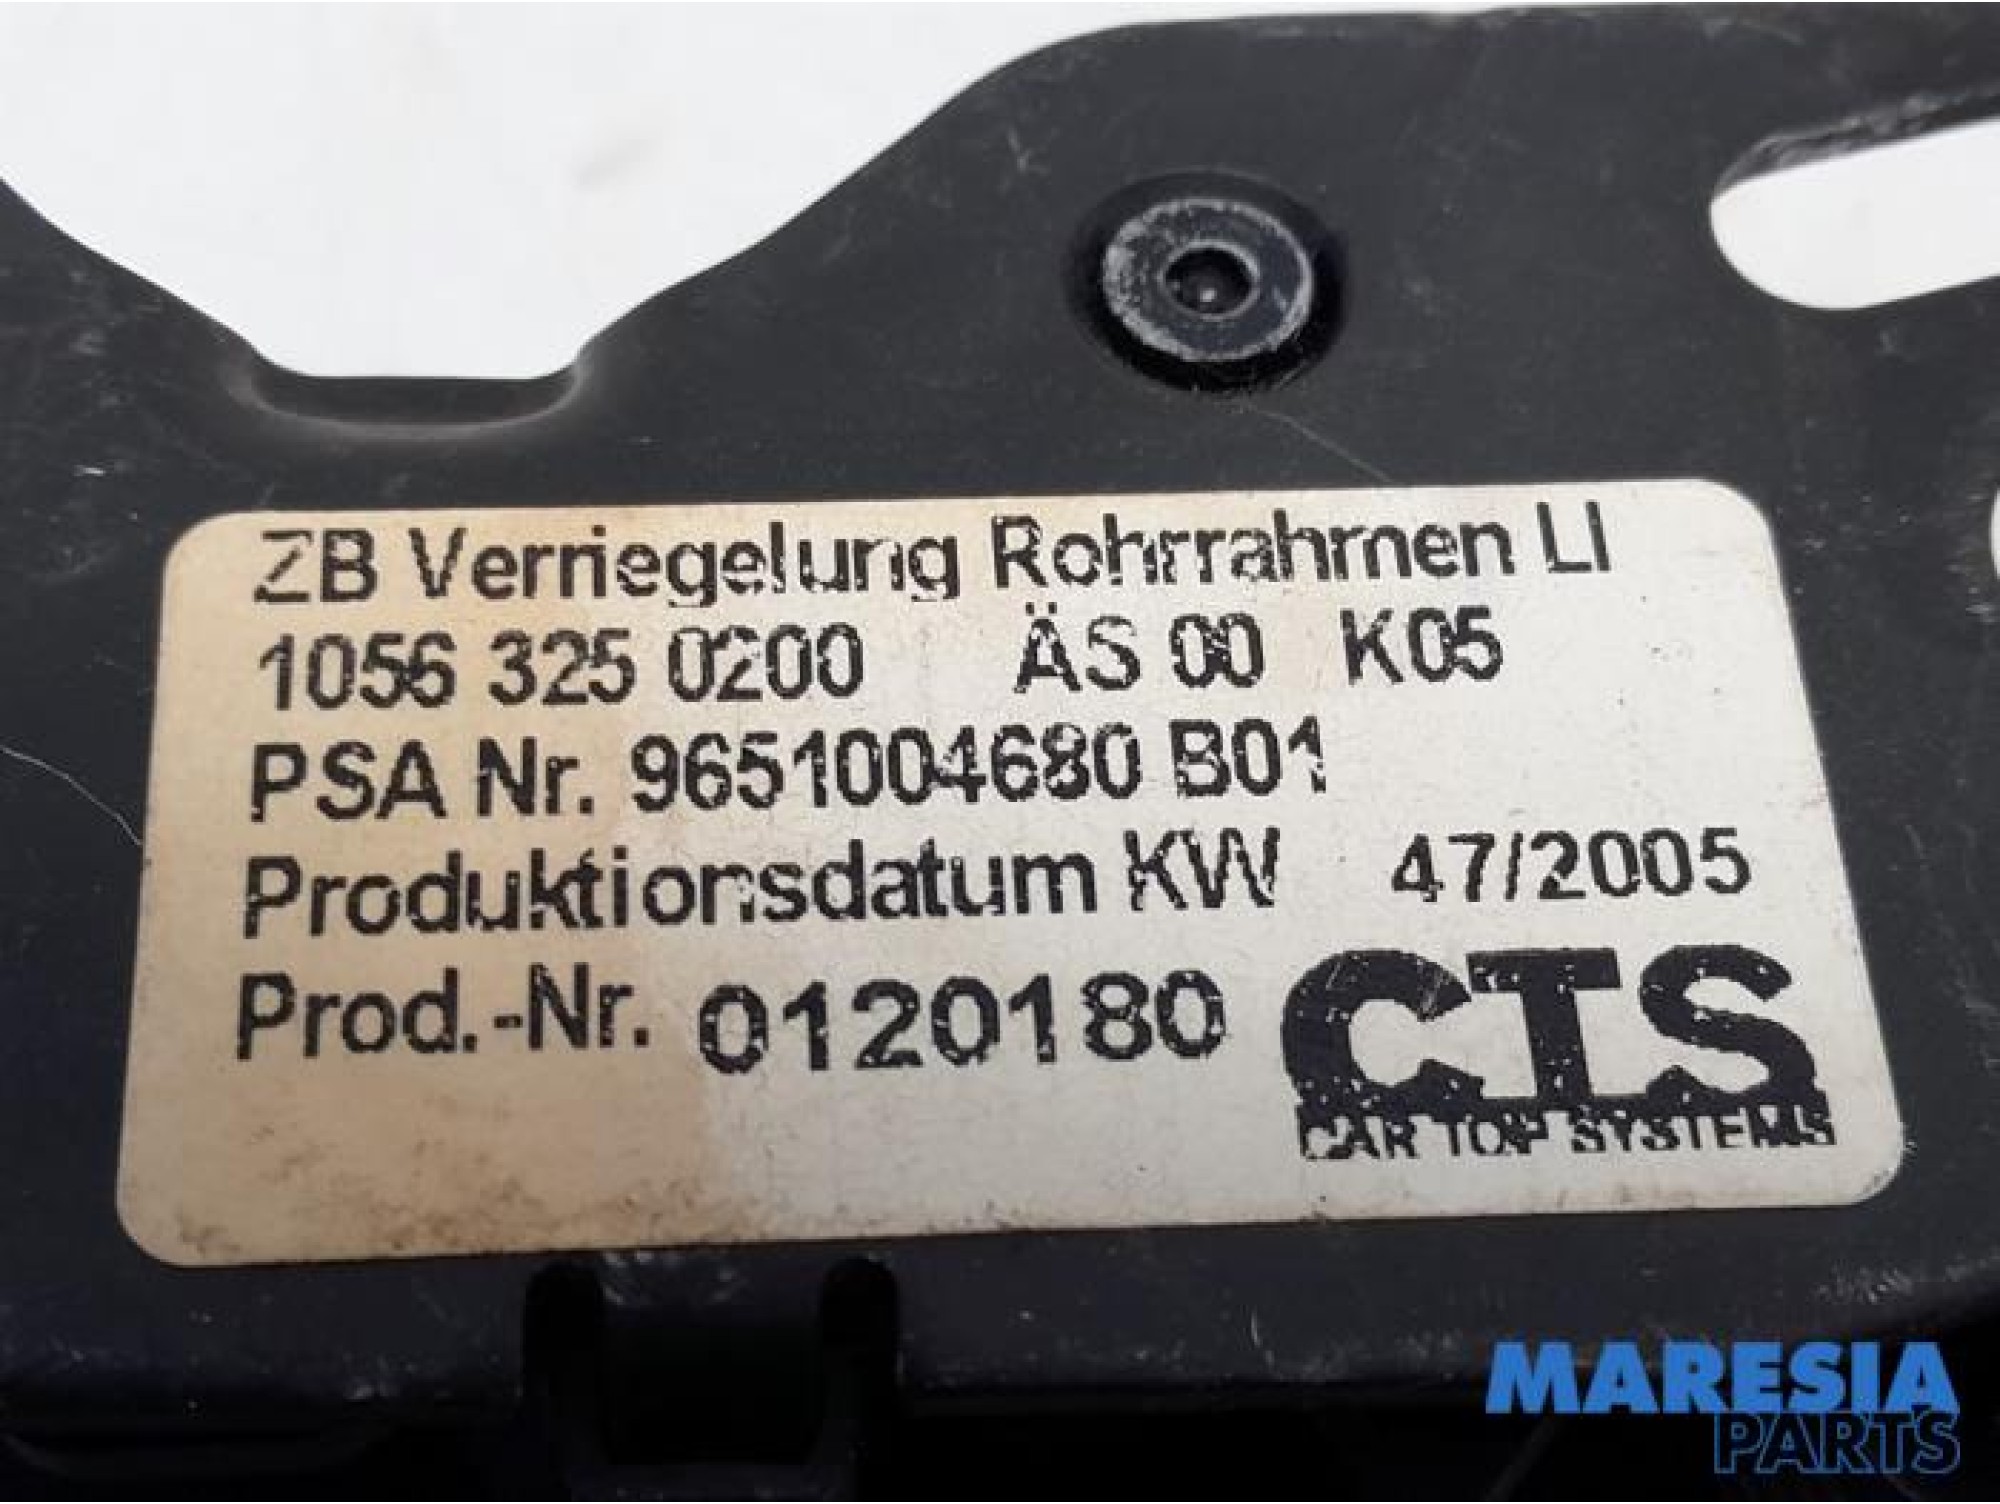 ZB Verriegelung Rohrrahmen LI
1056 325 0200 ÄS 00 K05
PSA Nr. 9651004680 B01
Produktionsdatum KW 47/2005
Prod.-Nr. 0120180
CTS
CAR TOP SYSTEMS
MARESIA
PARTS